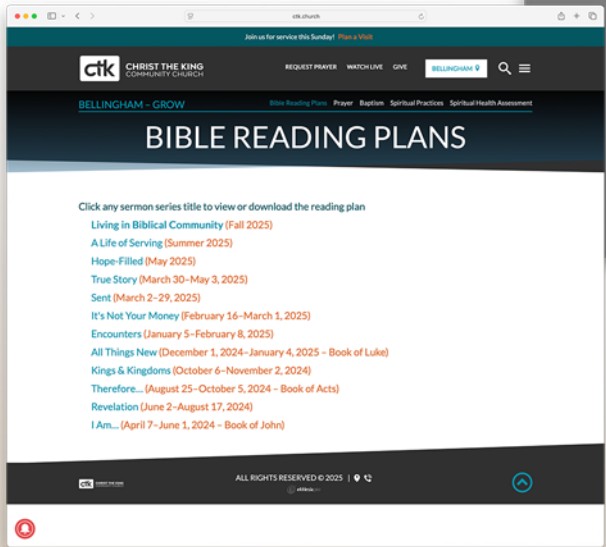 ctk.church
Join us for service this Sunday! Plan a Visit
ctk CHRIST THE KING
COMMUNITY CHURCH
REQUEST PRAYER WATCH LIVE GIVE BELLINGHAM
BELLINGHAM – GROW
Bible Reading Plans Prayer Baptism Spiritual Practices Spiritual Health Assessment
BIBLE READING PLANS
Click any sermon series title to view or download the reading plan
Living in Biblical Community (Fall 2025)
A Life of Serving (Summer 2025)
Hope-Filled (May 2025)
True Story (March 30–May 3, 2025)
Sent (March 2–29, 2025)
It's Not Your Money (February 16–March 1, 2025)
Encounters (January 5–February 8, 2025)
All Things New (December 1, 2024–January 4, 2025 – Book of Luke)
Kings & Kingdoms (October 6–November 2, 2024)
Therefore... (August 25–October 5, 2024 – Book of Acts)
Revelation (June 2–August 17, 2024)
I Am... (April 7–June 1, 2024 – Book of John)
ctk CHRIST THE KING
ALL RIGHTS RESERVED © 2025 |